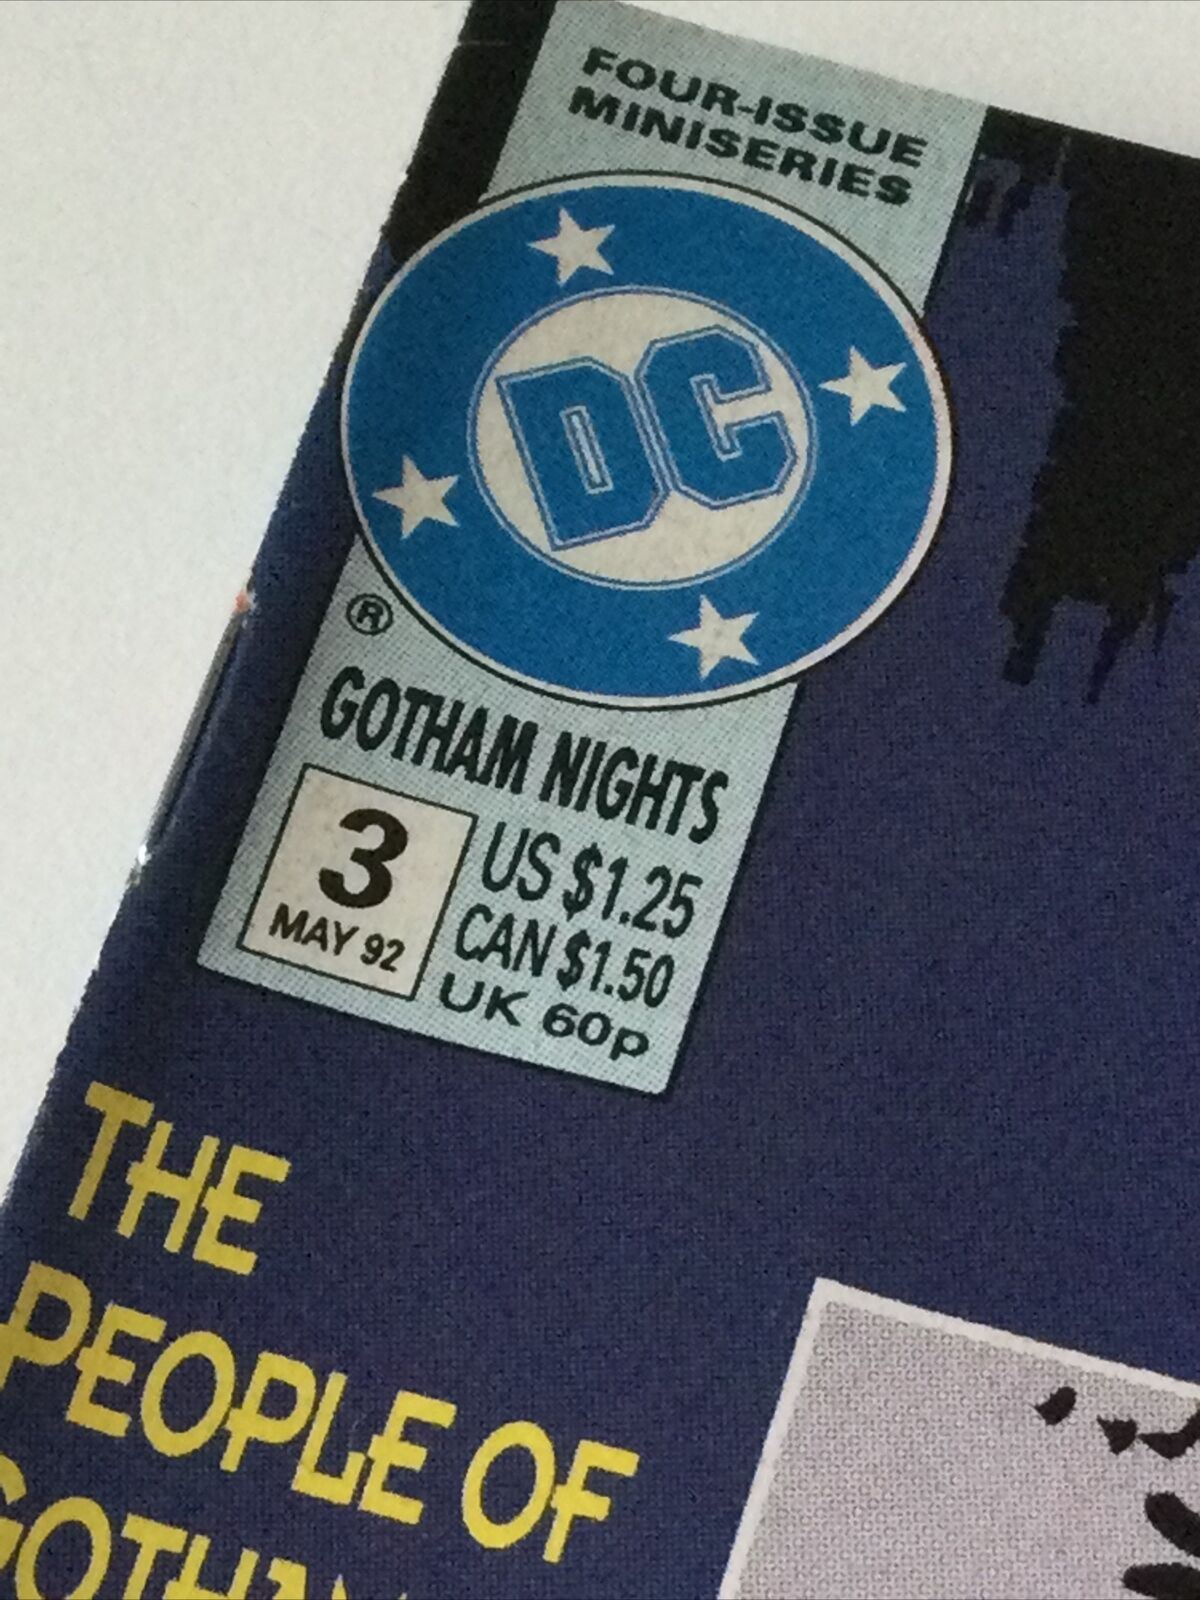 FOUR-ISSUE
MINISERIES
DC
®
GOTHAM NIGHTS
3
MAY 92
US $1.25
CAN $1.50
UK 60p
THE
PEOPLE OF